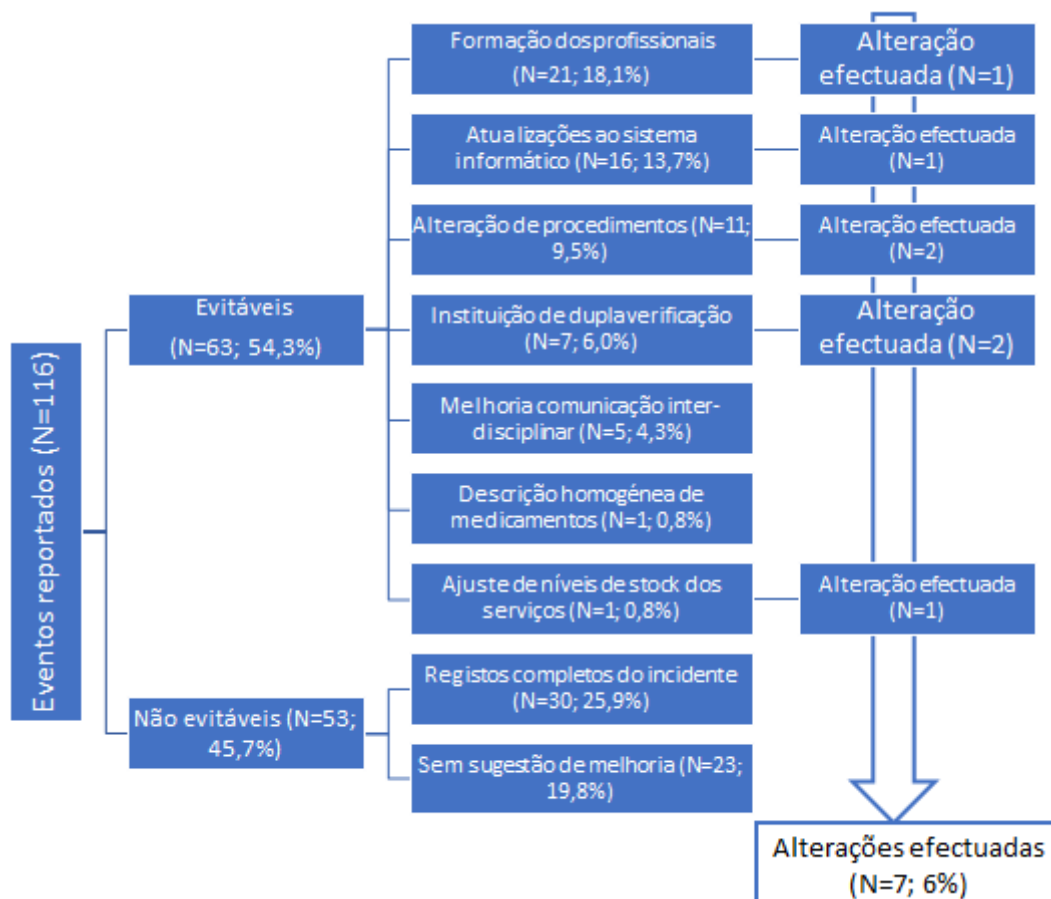 Eventos reportados (N=116)
Evitáveis
(N=63; 54,3%)
Formação dos profissionais
(N=21; 18,1%)
Alteração
efectuada (N=1)
Atualizações ao sistema
informático (N=16; 13,7%)
Alteração efectuada
(N=1)
Alteração de procedimentos (N=11;
9,5%)
Alteração efectuada
(N=2)
Instituição de dupla verificação
(N=7; 6,0%)
Alteração
efectuada (N=2)
Melhoria comunicação inter-
disciplinar (N=5; 4,3%)
Descrição homogénea de
medicamentos (N=1; 0,8%)
Ajuste de níveis de stock dos
serviços (N=1; 0,8%)
Alteração efectuada
(N=1)
Não evitáveis (N=53;
45,7%)
Registos completos do incidente
(N=30; 25,9%)
Sem sugestão de melhoria (N=23;
19,8%)
Alterações efectuadas
(N=7; 6%)